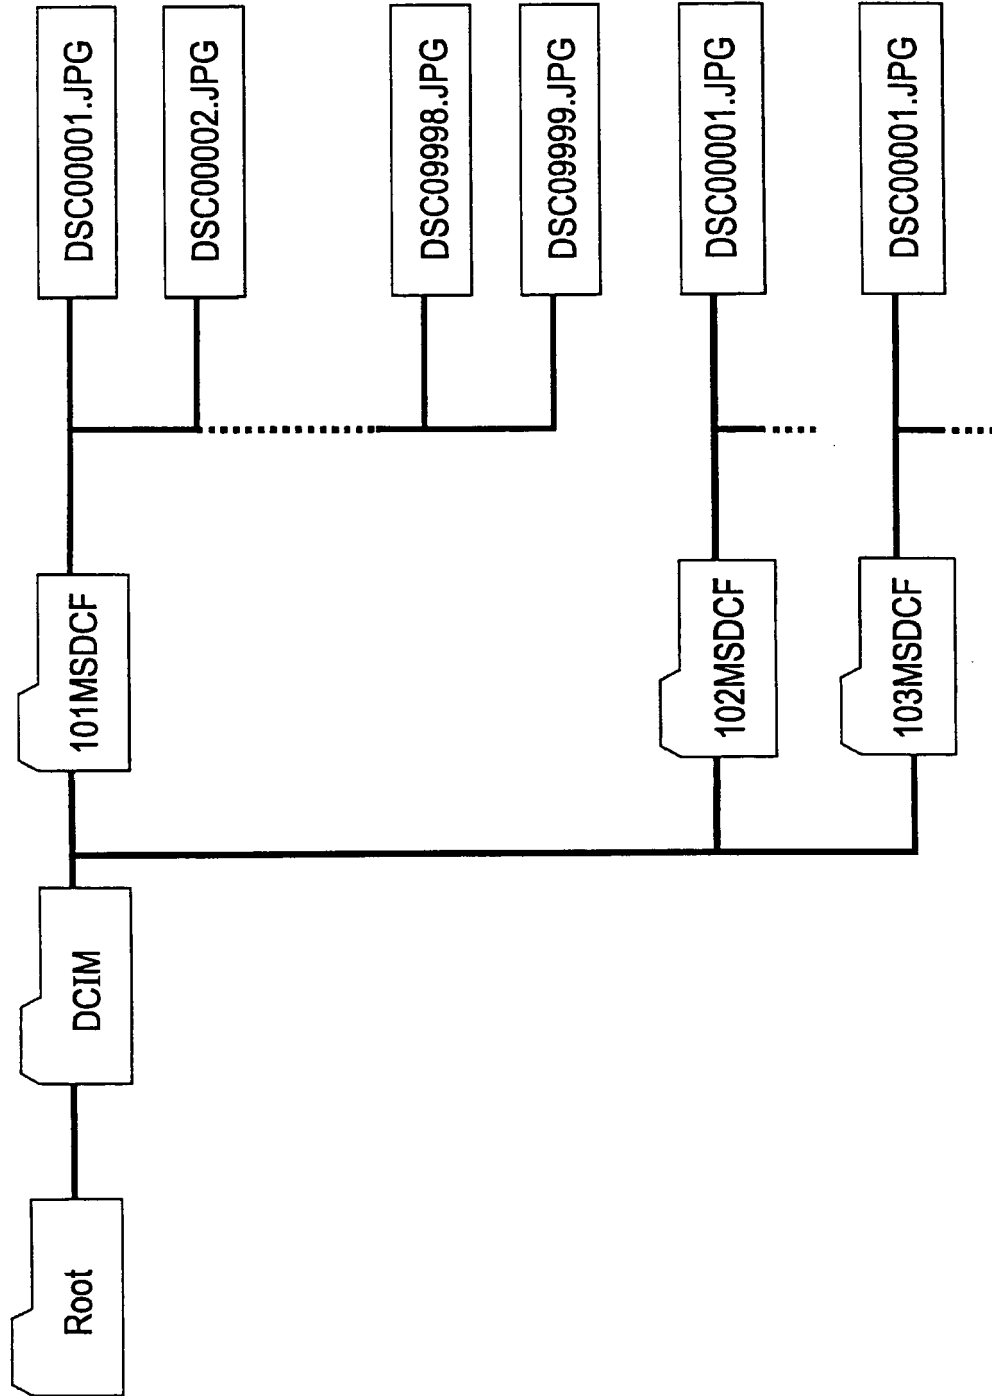 Root
DCIM
101MSDCF
DSC00001.JPG
DSC00002.JPG
DSC09998.JPG
DSC09999.JPG
102MSDCF
DSC00001.JPG
103MSDCF
DSC00001.JPG